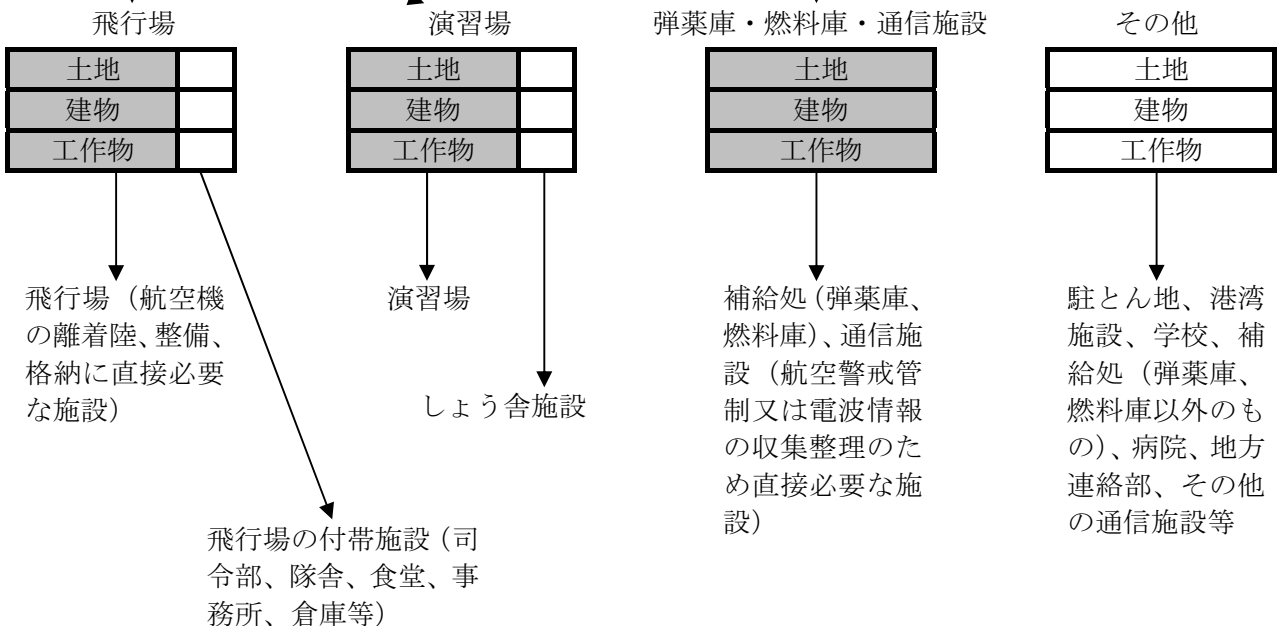 飛行場
演習場
弾薬庫・燃料庫・通信施設
その他
土地
建物
工作物
土地
建物
工作物
土地
建物
工作物
土地
建物
工作物
飛行場（航空機
の離着陸、整備、
格納に直接必要
な施設）
飛行場の付帯施設（司
令部、隊舎、食堂、事
務所、倉庫等）
演習場
しょう舎施設
補給処（弾薬庫、
燃料庫）、通信施
設（航空警戒管
制又は電波情報
の収集整理のた
め直接必要な施
設）
駐とん地、港湾
施設、学校、補
給処（弾薬庫、
燃料庫以外のも
の）、病院、地方
連絡部、その他
の通信施設等